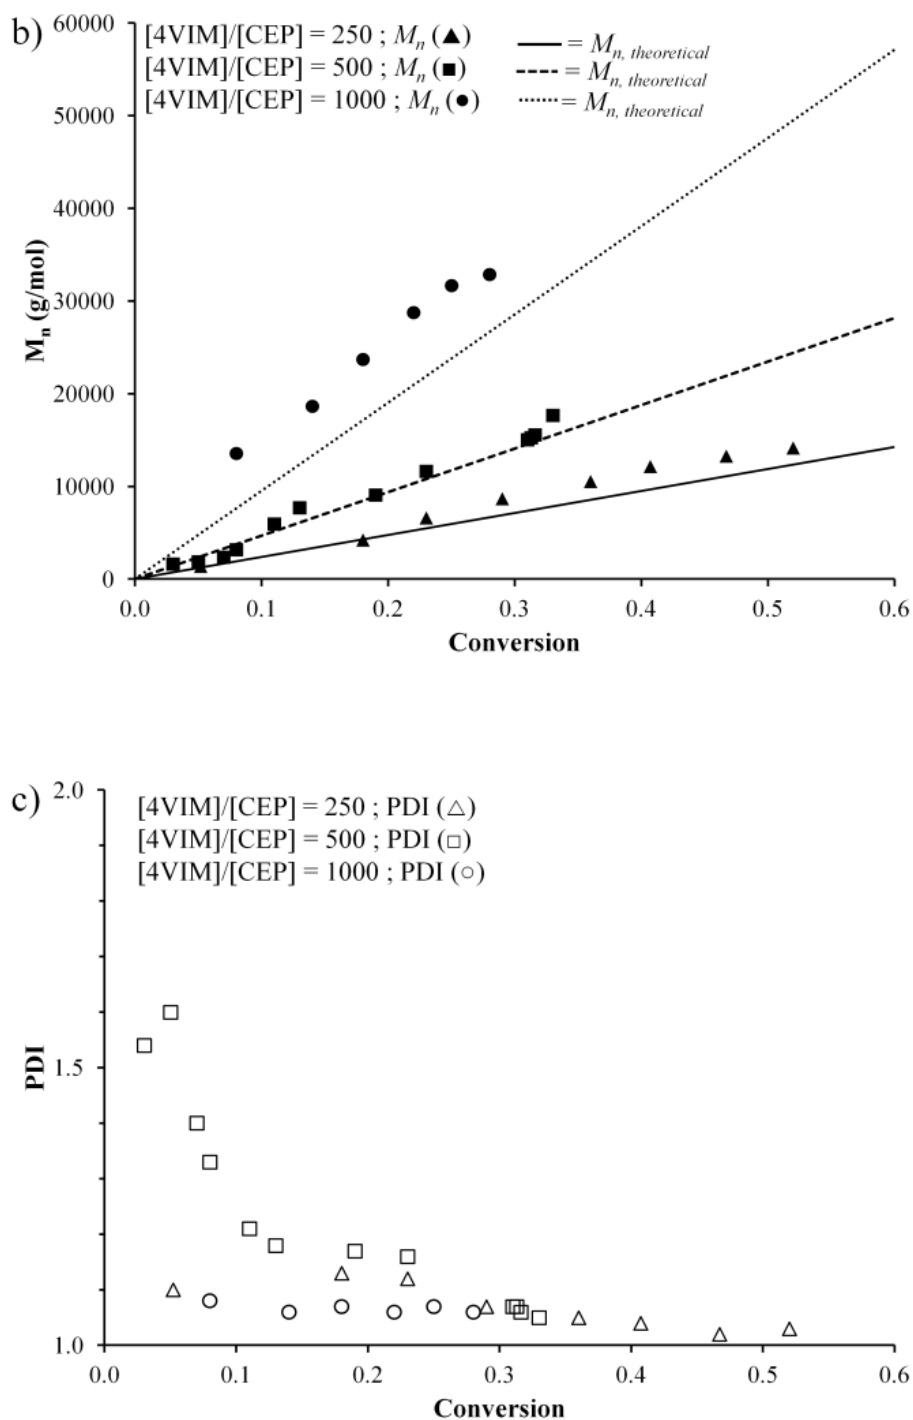 b)
[4VIM]/[CEP] = 250 ; Mn (▲)
[4VIM]/[CEP] = 500 ; Mn (■)
[4VIM]/[CEP] = 1000 ; Mn (●)
= Mn, theoretical
= Mn, theoretical
= Mn, theoretical
60000
50000
40000
30000
20000
10000
0
Mn (g/mol)
0.0 0.1 0.2 0.3 0.4 0.5 0.6
Conversion
c)
[4VIM]/[CEP] = 250 ; PDI (△)
[4VIM]/[CEP] = 500 ; PDI (□)
[4VIM]/[CEP] = 1000 ; PDI (○)
2.0
1.5
1.0
PDI
0.0 0.1 0.2 0.3 0.4 0.5 0.6
Conversion